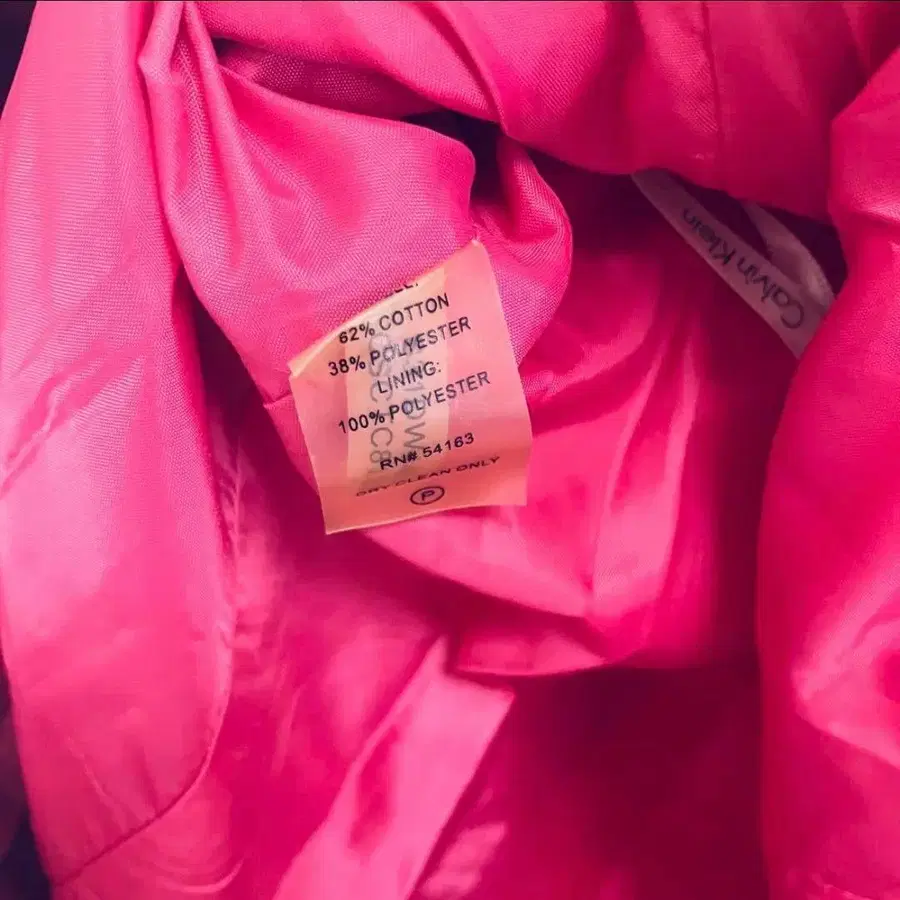 62% COTTON
38% POLYESTER
LINING:
100% POLYESTER
RN# 54163
DRY CLEAN ONLY
P
Calvin Klein